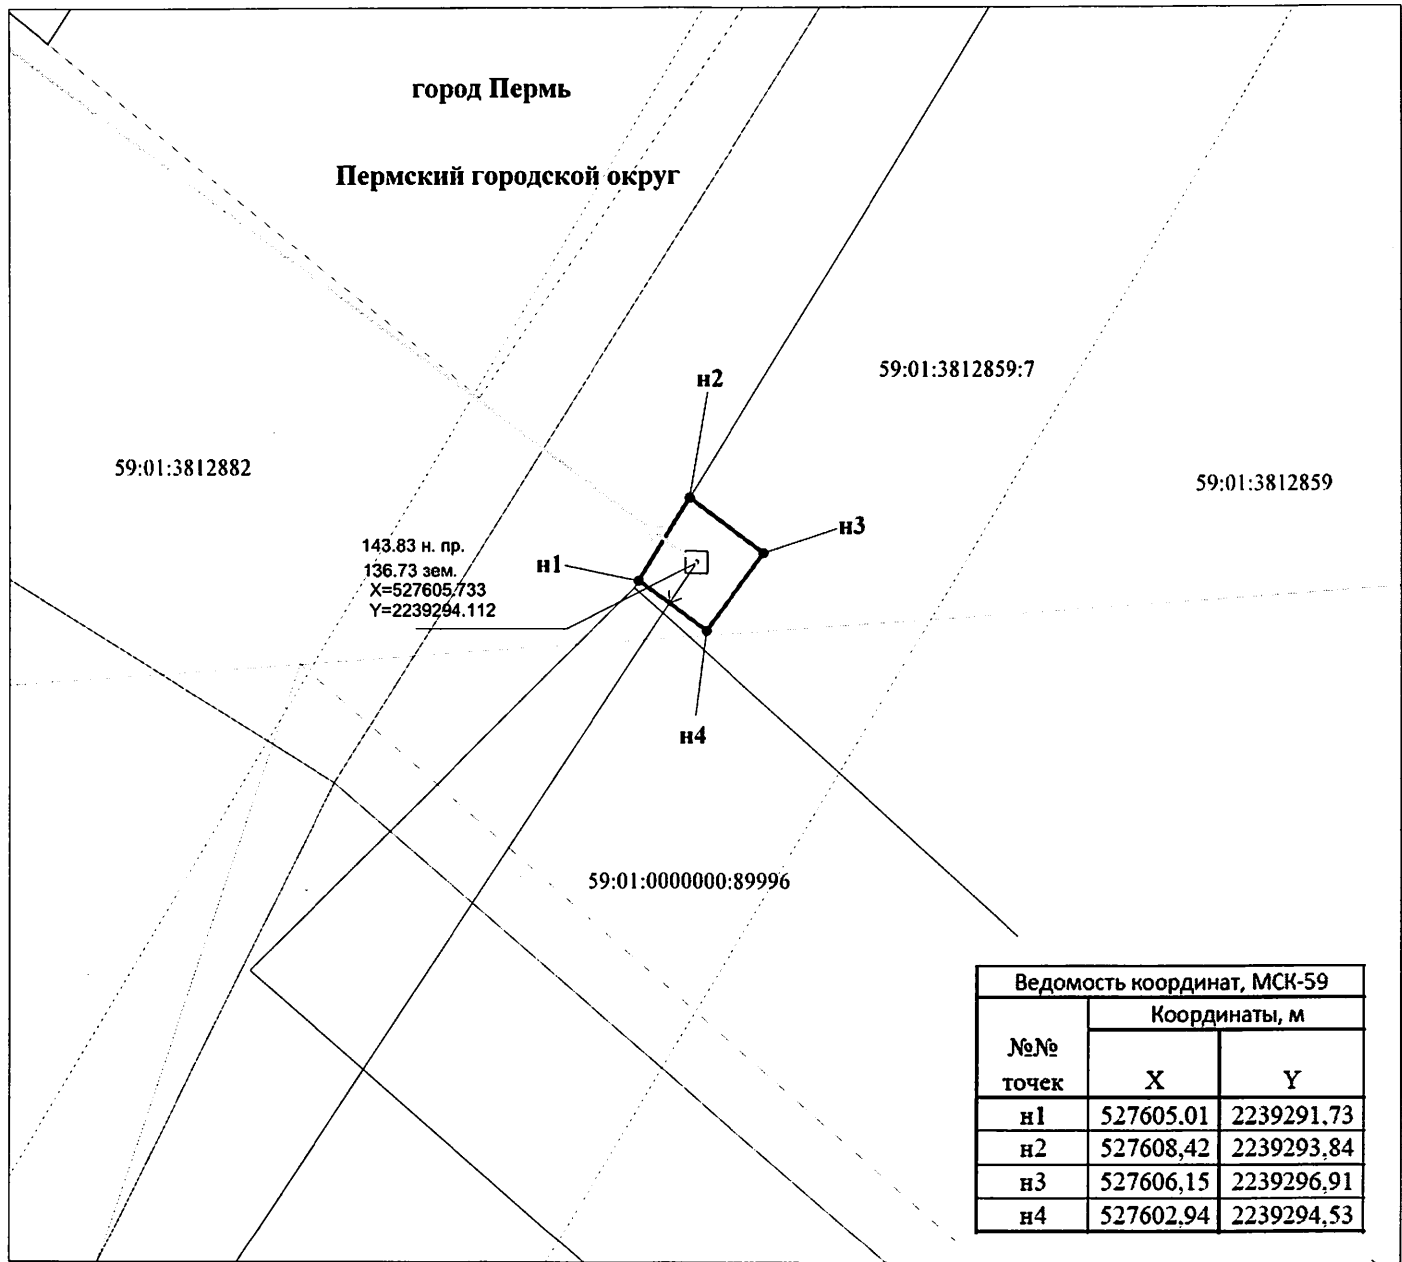 город Пермь
Пермский городской округ
59:01:3812859:7
н2
59:01:3812882
59:01:3812859
н3
143.83 н. пр.
136.73 зем.
X=527605.733
Y=2239294.112
н1
н4
59:01:0000000:89996
Ведомость координат, МСК-59
№№ точек
Координаты, м
X Y
н1 527605.01 2239291.73
н2 527608,42 2239293,84
н3 527606,15 2239296,91
н4 527602,94 2239294,53